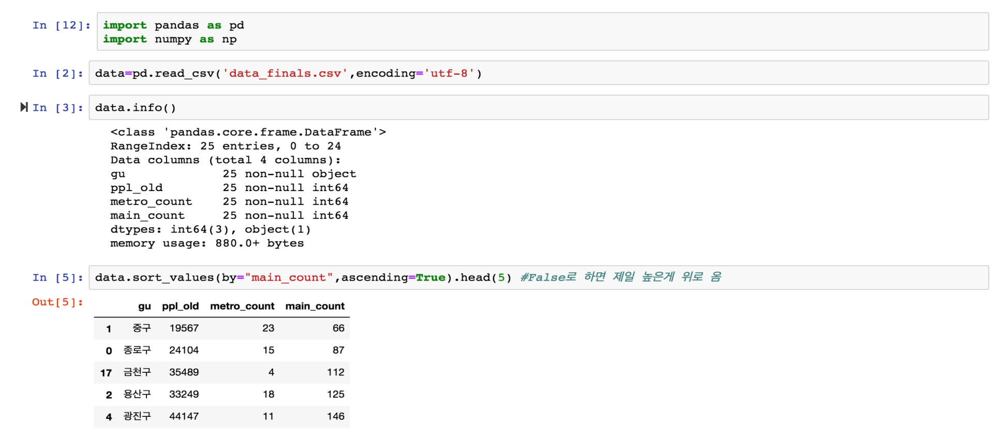 In [12]: import pandas as pd
import numpy as np
In [2]: data=pd.read_csv('data_finals.csv',encoding='utf-8')
In [3]: data.info()
<class 'pandas.core.frame.DataFrame'>
RangeIndex: 25 entries, 0 to 24
Data columns (total 4 columns):
gu             25 non-null object
ppl_old        25 non-null int64
metro_count    25 non-null int64
main_count     25 non-null int64
dtypes: int64(3), object(1)
memory usage: 880.0+ bytes
In [5]: data.sort_values(by="main_count",ascending=True).head(5) #False로 하면 제일 높은게 위로 옴
Out[5]:
gu ppl_old metro_count main_count
1 중구 19567 23 66
0 종로구 24104 15 87
17 금천구 35489 4 112
2 용산구 33249 18 125
4 광진구 44147 11 146